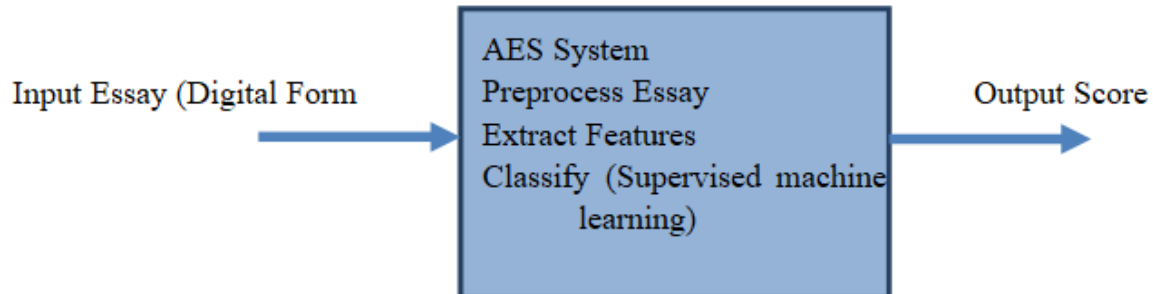 AES System
Input Essay (Digital Form
Preprocess Essay
Output Score
Extract Features
Classify (Supervised machine
learning)